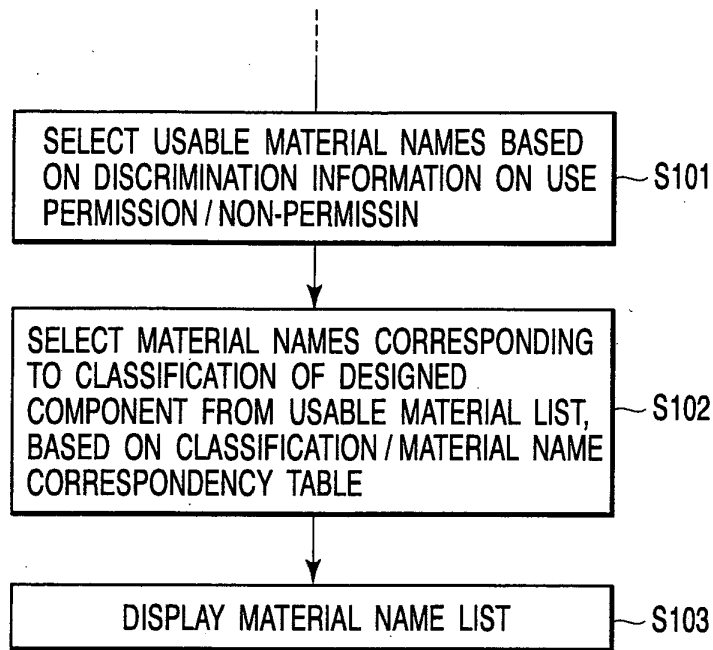 SELECT USABLE MATERIAL NAMES BASED
ON DISCRIMINATION INFORMATION ON USE
PERMISSION / NON-PERMISSIN
S101
SELECT MATERIAL NAMES CORRESPONDING
TO CLASSIFICATION OF DESIGNED
COMPONENT FROM USABLE MATERIAL LIST,
BASED ON CLASSIFICATION / MATERIAL NAME
CORRESPONDENCY TABLE
S102
DISPLAY MATERIAL NAME LIST
S103